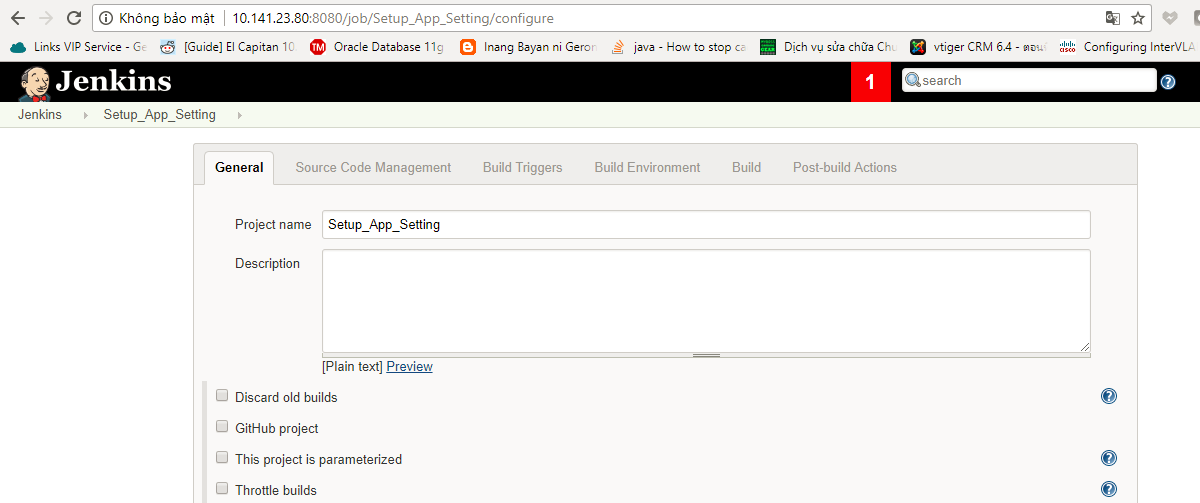 Không bảo mật 10.141.23.80:8080/job/Setup_App_Setting/configure
Links VIP Service - Ge [Guide] El Capitan 10. Oracle Database 11g Inang Bayan ni Geron java - How to stop ca Dịch vụ sửa chữa Chu vtiger CRM 6.4 - ตอนที่ Configuring InterVLA
Jenkins 1 search
Jenkins Setup_App_Setting
General Source Code Management Build Triggers Build Environment Build Post-build Actions
Project name Setup_App_Setting
Description
[Plain text] Preview
Discard old builds
GitHub project
This project is parameterized
Throttle builds